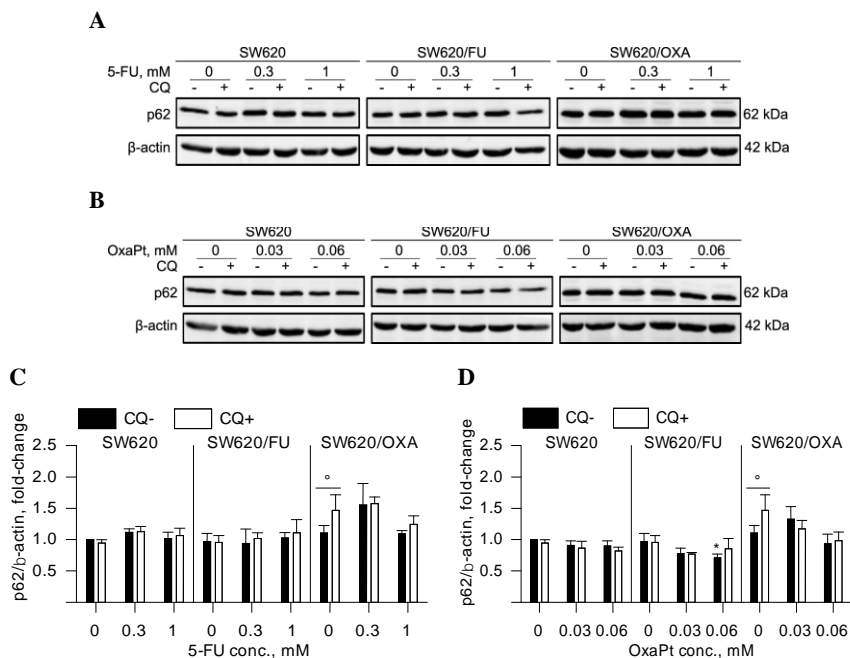 A
SW620 SW620/FU SW620/OXA
5-FU, mM 0 0.3 1 0 0.3 1 0 0.3 1
CQ - + - + - + - + - + - + - + - + - +
p62 62 kDa
β-actin 42 kDa
B
SW620 SW620/FU SW620/OXA
OxaPt, mM 0 0.03 0.06 0 0.03 0.06 0 0.03 0.06
CQ - + - + - + - + - + - + - + - + - +
p62 62 kDa
β-actin 42 kDa
C
CQ- CQ+
SW620 SW620/FU SW620/OXA
p62/b-actin, fold-change
2.5
2.0
1.5
1.0
0.5
°
0 0.3 1 0 0.3 1 0 0.3 1
5-FU conc., mM
D
CQ- CQ+
SW620 SW620/FU SW620/OXA
p62/b-actin, fold-change
2.5
2.0
1.5
1.0
0.5
* °
0 0.03 0.06 0 0.03 0.06 0 0.03 0.06
OxaPt conc., mM